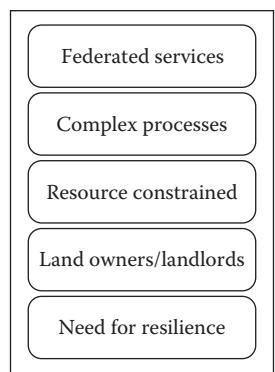 Federated services
Complex processes
Resource constrained
Land owners/landlords
Need for resilience